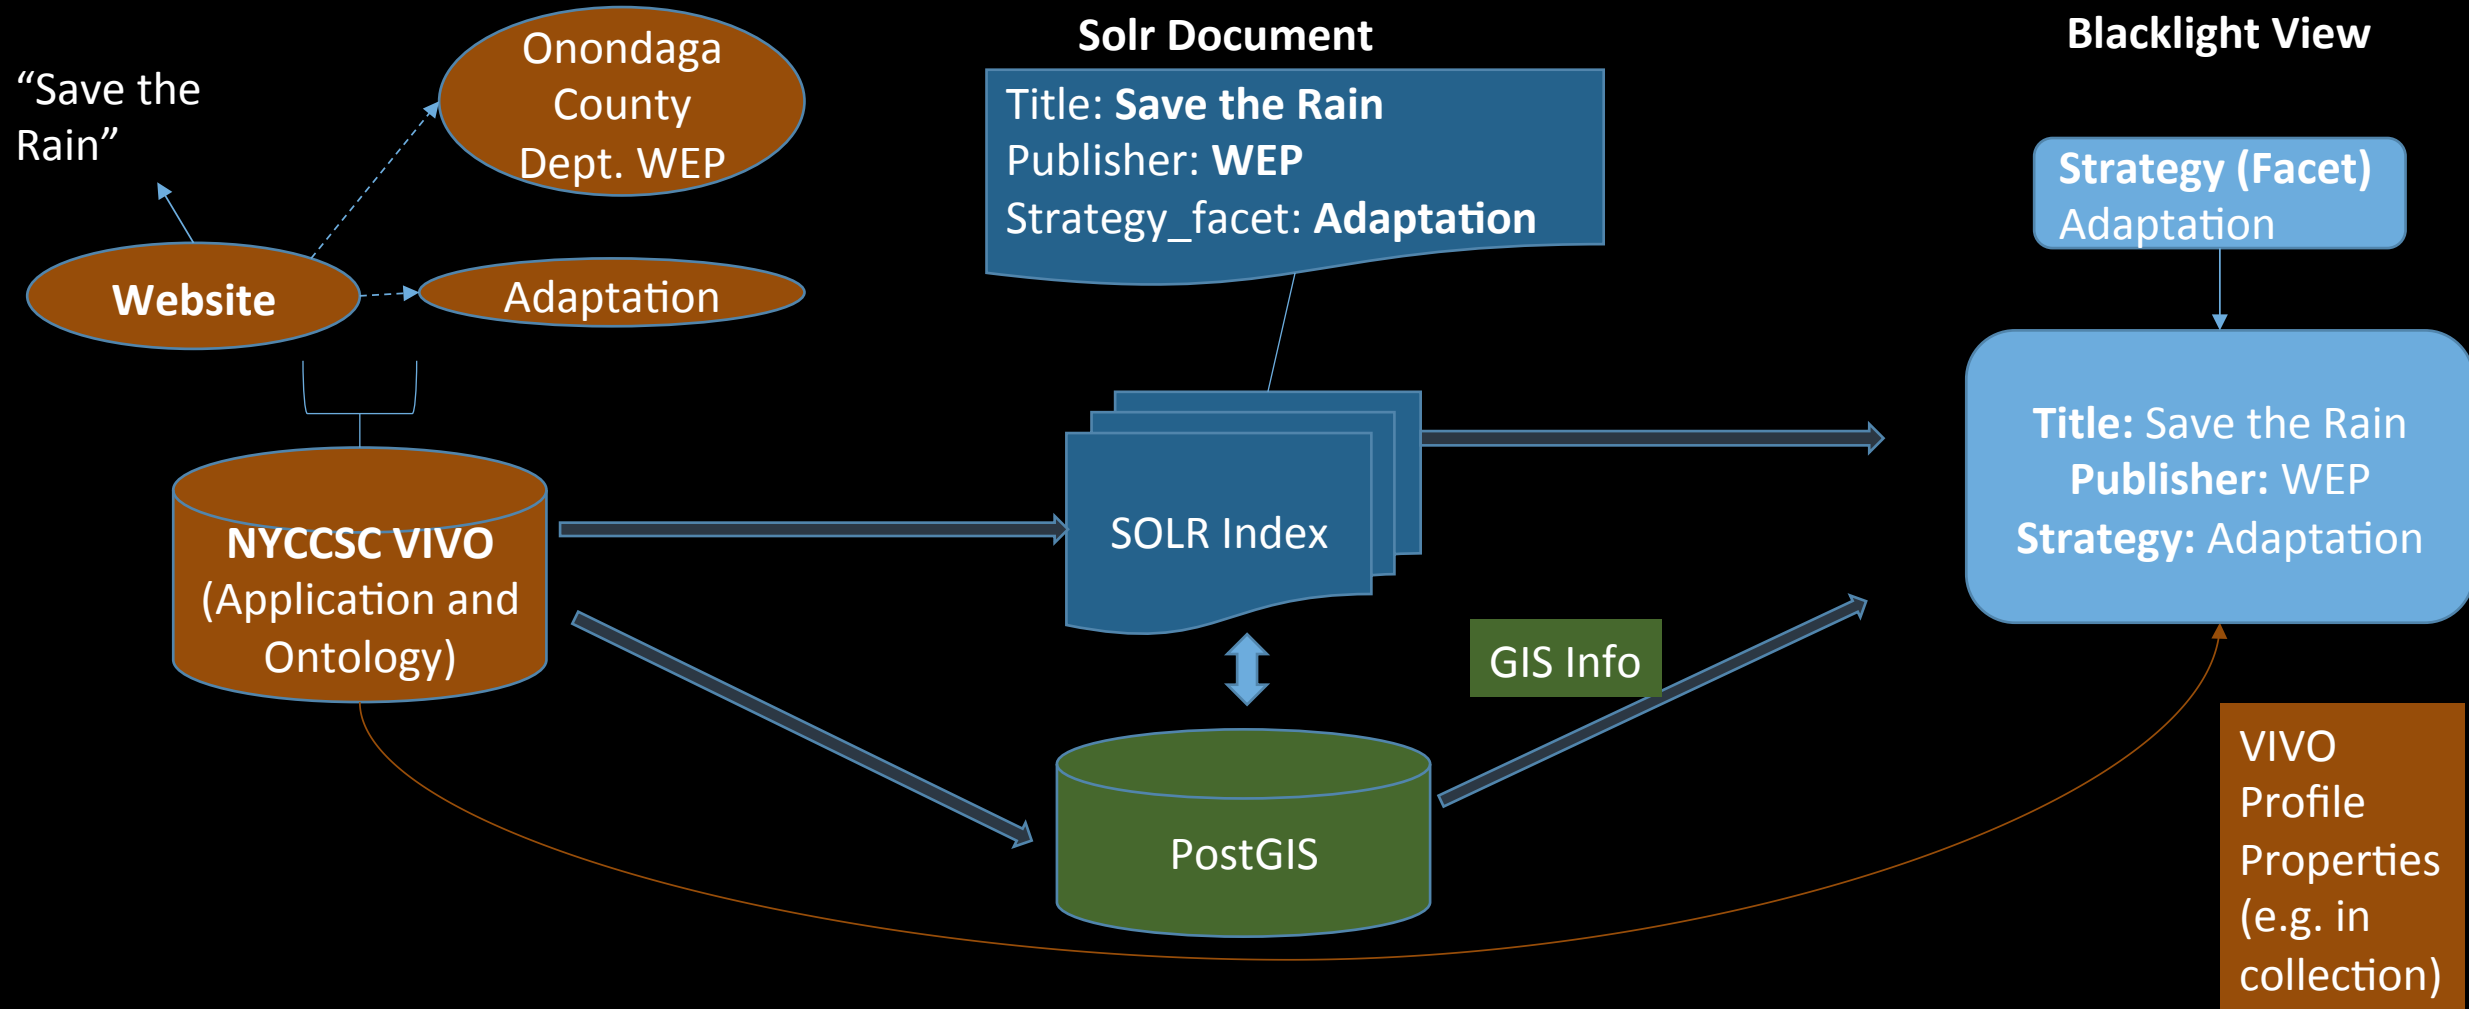 “Save the
Rain”
Onondaga
County
Dept. WEP
Website
Adaptation
NYCCSC VIVO
(Application and
Ontology)
Solr Document
Title: Save the Rain
Publisher: WEP
Strategy_facet: Adaptation
SOLR Index
PostGIS
GIS Info
Blacklight View
Strategy (Facet)
Adaptation
Title: Save the Rain
Publisher: WEP
Strategy: Adaptation
VIVO
Profile
Properties
(e.g. in
collection)